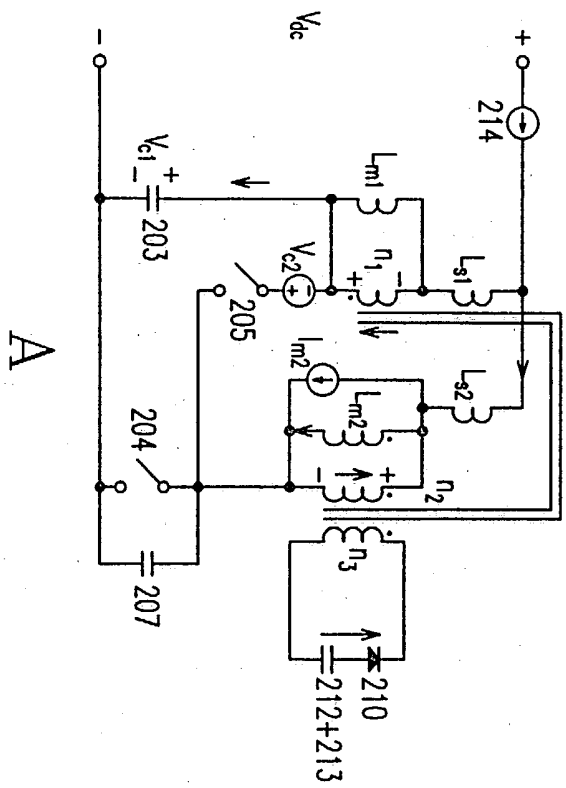 +
214
Ls1
Ls2
n2
-
+
Lm1
n1
Lm2
210
+
-
n3
212+213
Vdc
Vc2
- +
Im2
205
+
Vc1
203
-
204
207
-
A